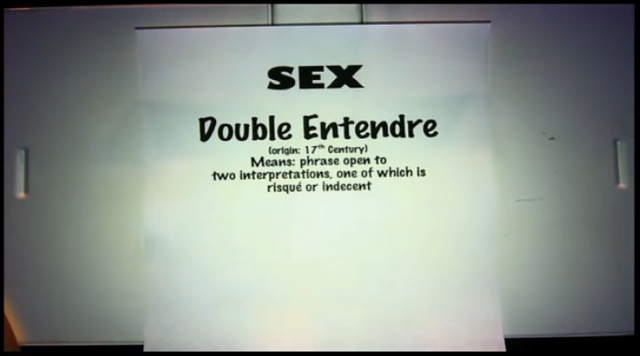 SEX
Double Entendre
(origin: 17th Century)
Means: phrase open to
two interpretations, one of which is
risqué or indecent